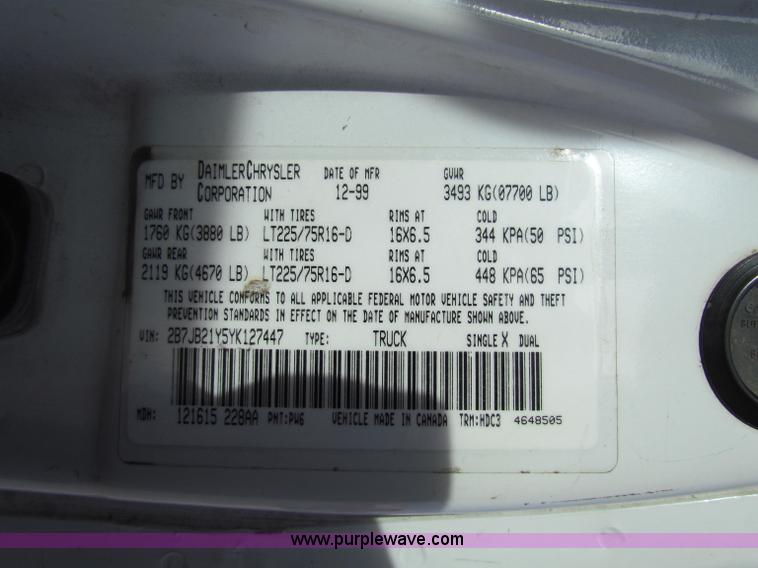 MFD BY DAIMLERCHRYSLER CORPORATION DATE OF MFR 12-99 GVWR 3493 KG(07700 LB)
GAWR FRONT WITH TIRES RIMS AT COLD
1760 KG(3880 LB) LT225/75R16-D 16X6.5 344 KPA(50 PSI)
GAWR REAR WITH TIRES RIMS AT COLD
2119 KG(4670 LB) LT225/75R16-D 16X6.5 448 KPA(65 PSI)
THIS VEHICLE CONFORMS TO ALL APPLICABLE FEDERAL MOTOR VEHICLE SAFETY AND THEFT
PREVENTION STANDARDS IN EFFECT ON THE DATE OF MANUFACTURE SHOWN ABOVE.
VIN: 2B7JB21Y5YK127447 TYPE: TRUCK SINGLE X DUAL
MDH: 121615 228AA PNT:PW6 VEHICLE MADE IN CANADA TRM:HDC3 4648505
www.purplewave.com